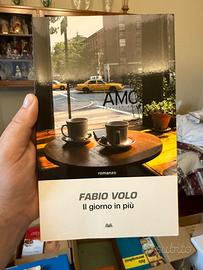 AMO
romanzo
FABIO VOLO
Il giorno in più
subito